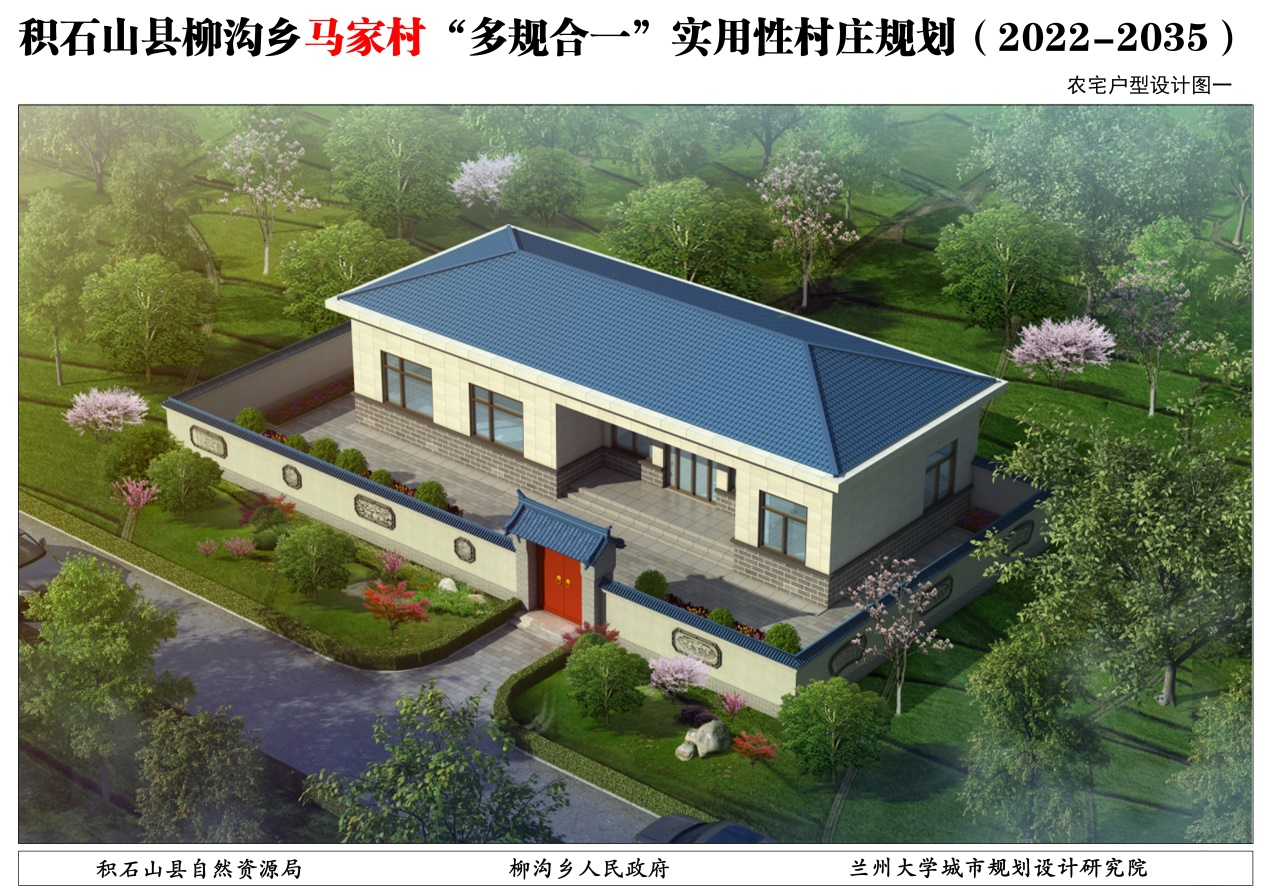 积石山县柳沟乡马家村“多规合一”实用性村庄规划（2022-2035）
农宅户型设计图一
积石山县自然资源局 柳沟乡人民政府 兰州大学城市规划设计研究院